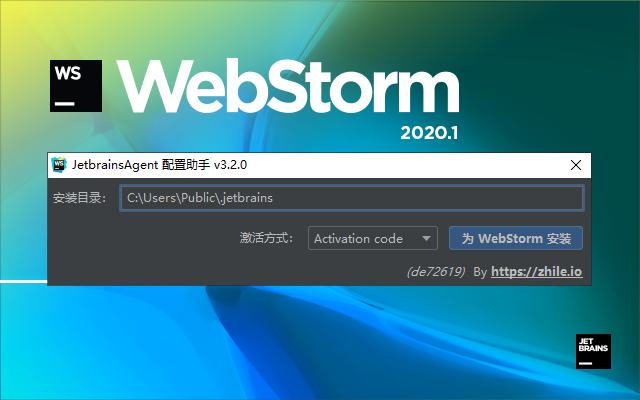 WS
WebStorm
2020.1
WS JetbrainsAgent 配置助手 v3.2.0
安装目录： C:\Users\Public\.jetbrains
激活方式： Activation code 为 WebStorm 安装
(de72619) By https://zhile.io
JET
BRAINS